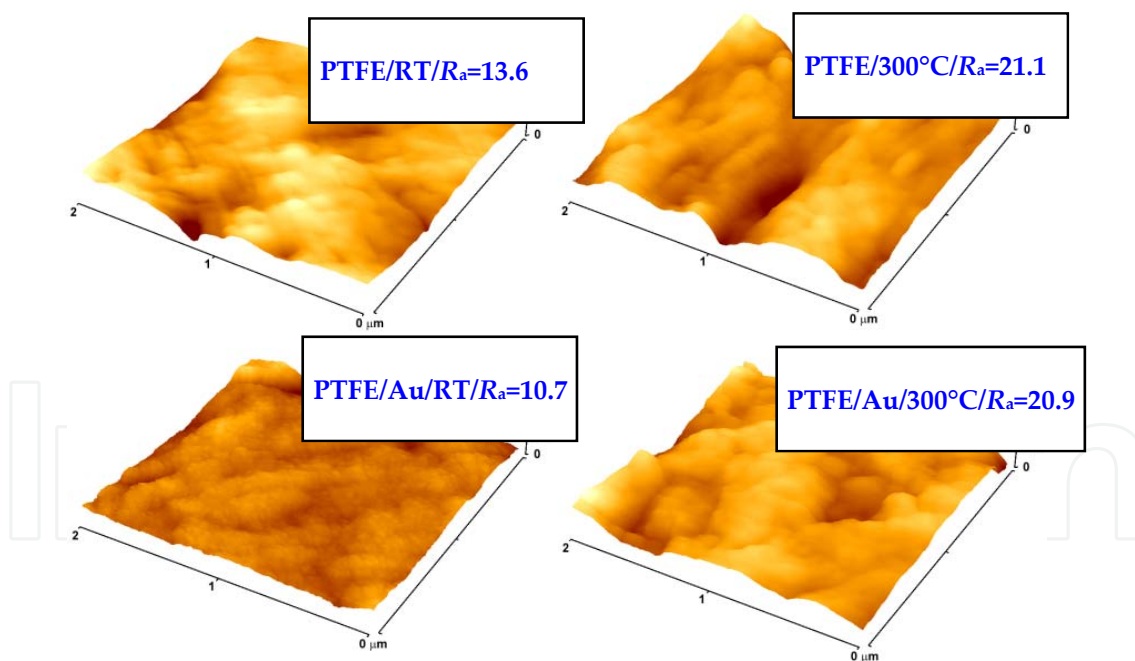 PTFE/RT/Ra=13.6
0
2
1
0 μm
PTFE/300°C/Ra=21.1
0
2
1
0 μm
PTFE/Au/RT/Ra=10.7
0
2
1
0 μm
PTFE/Au/300°C/Ra=20.9
0
2
1
0 μm